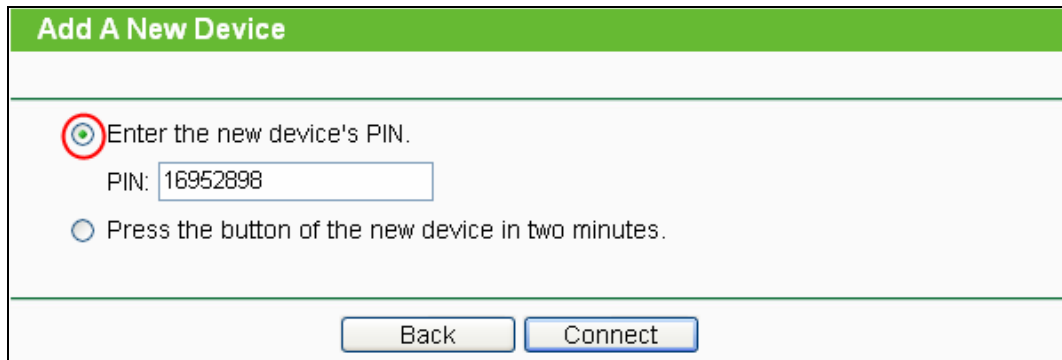 Add A New Device
Enter the new device's PIN.
PIN: 16952898
Press the button of the new device in two minutes.
Back Connect